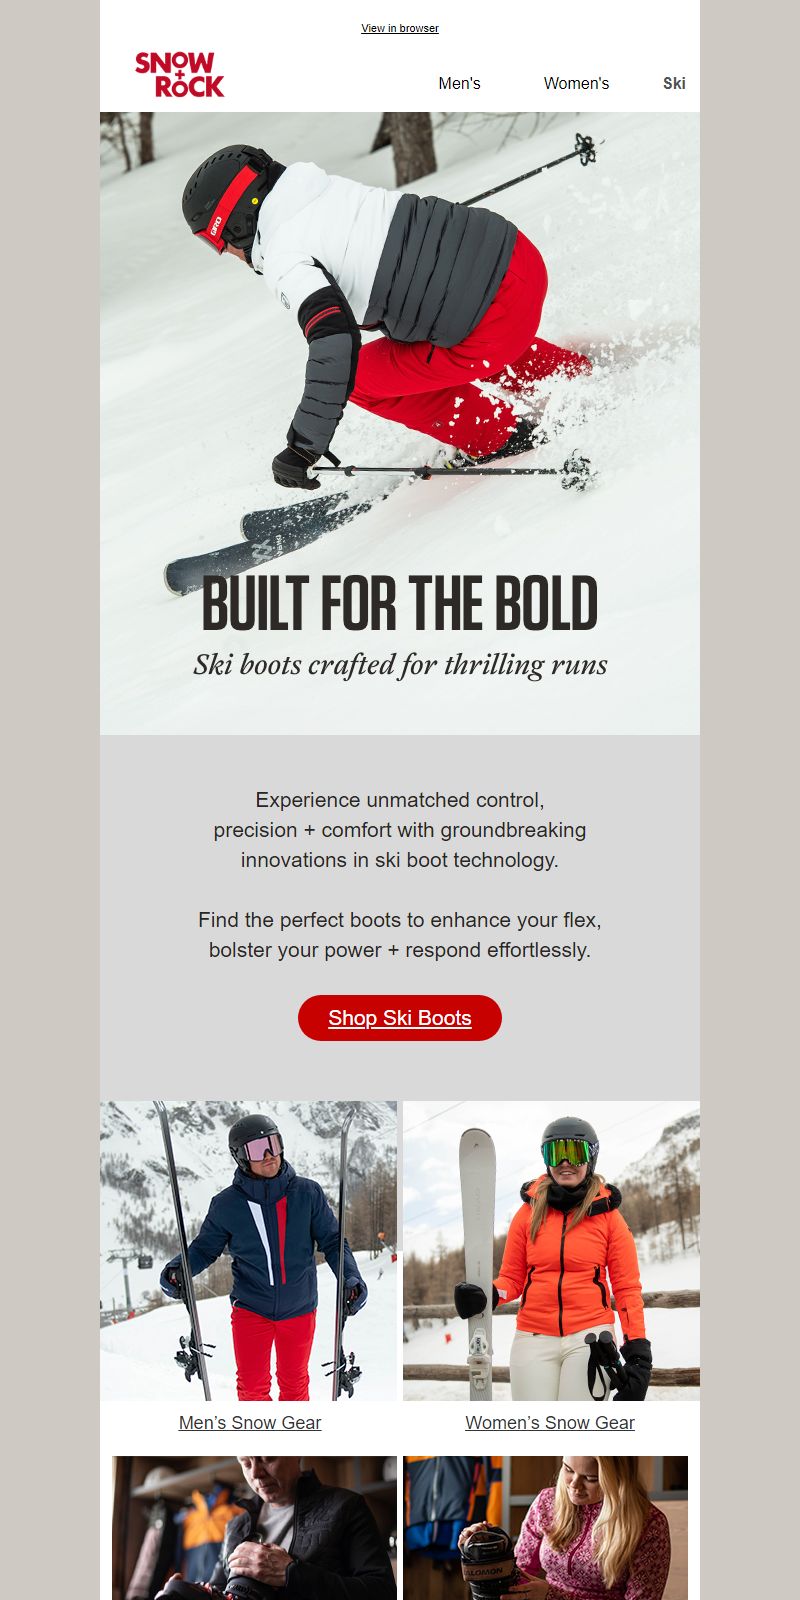 View in browser
SNOW
+
ROCK
Men's
Women's
Ski
GIRO
BUILT FOR THE BOLD
Ski boots crafted for thrilling runs
Experience unmatched control,
precision + comfort with groundbreaking
innovations in ski boot technology.
Find the perfect boots to enhance your flex,
bolster your power + respond effortlessly.
Shop Ski Boots
Men’s Snow Gear
Women’s Snow Gear
SALOMON